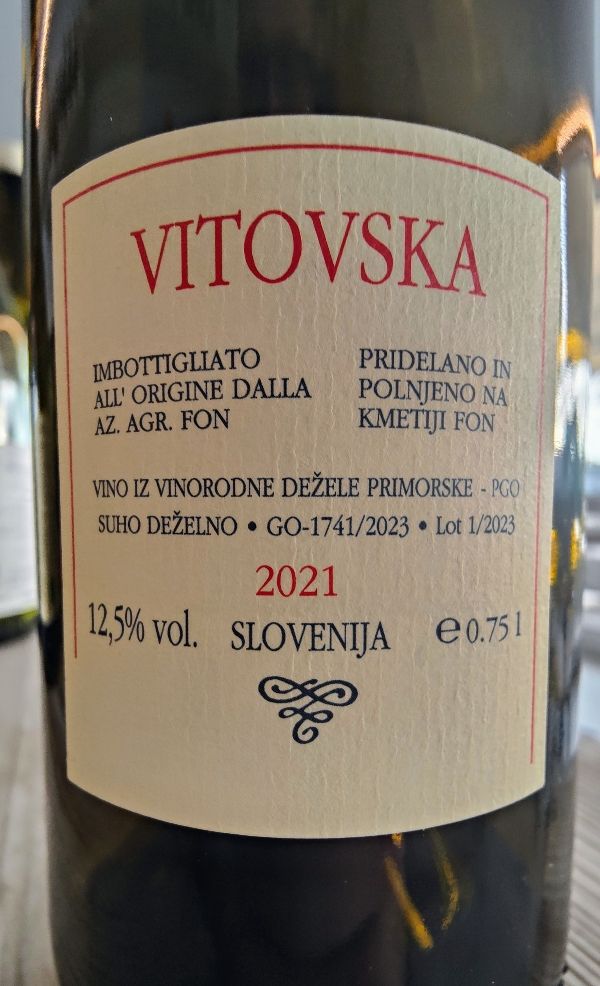 VITOVSKA
IMBOTTIGLIATO
ALL' ORIGINE DALLA
AZ. AGR. FON
PRIDELANO IN
POLNJENO NA
KMETIJI FON
VINO IZ VINORODNE DEŽELE PRIMORSKE - PGO
SUHO DEŽELNO • GO-1741/2023 • Lot 1/2023
2021
12,5% vol. SLOVENIJA ℮ 0.75 l